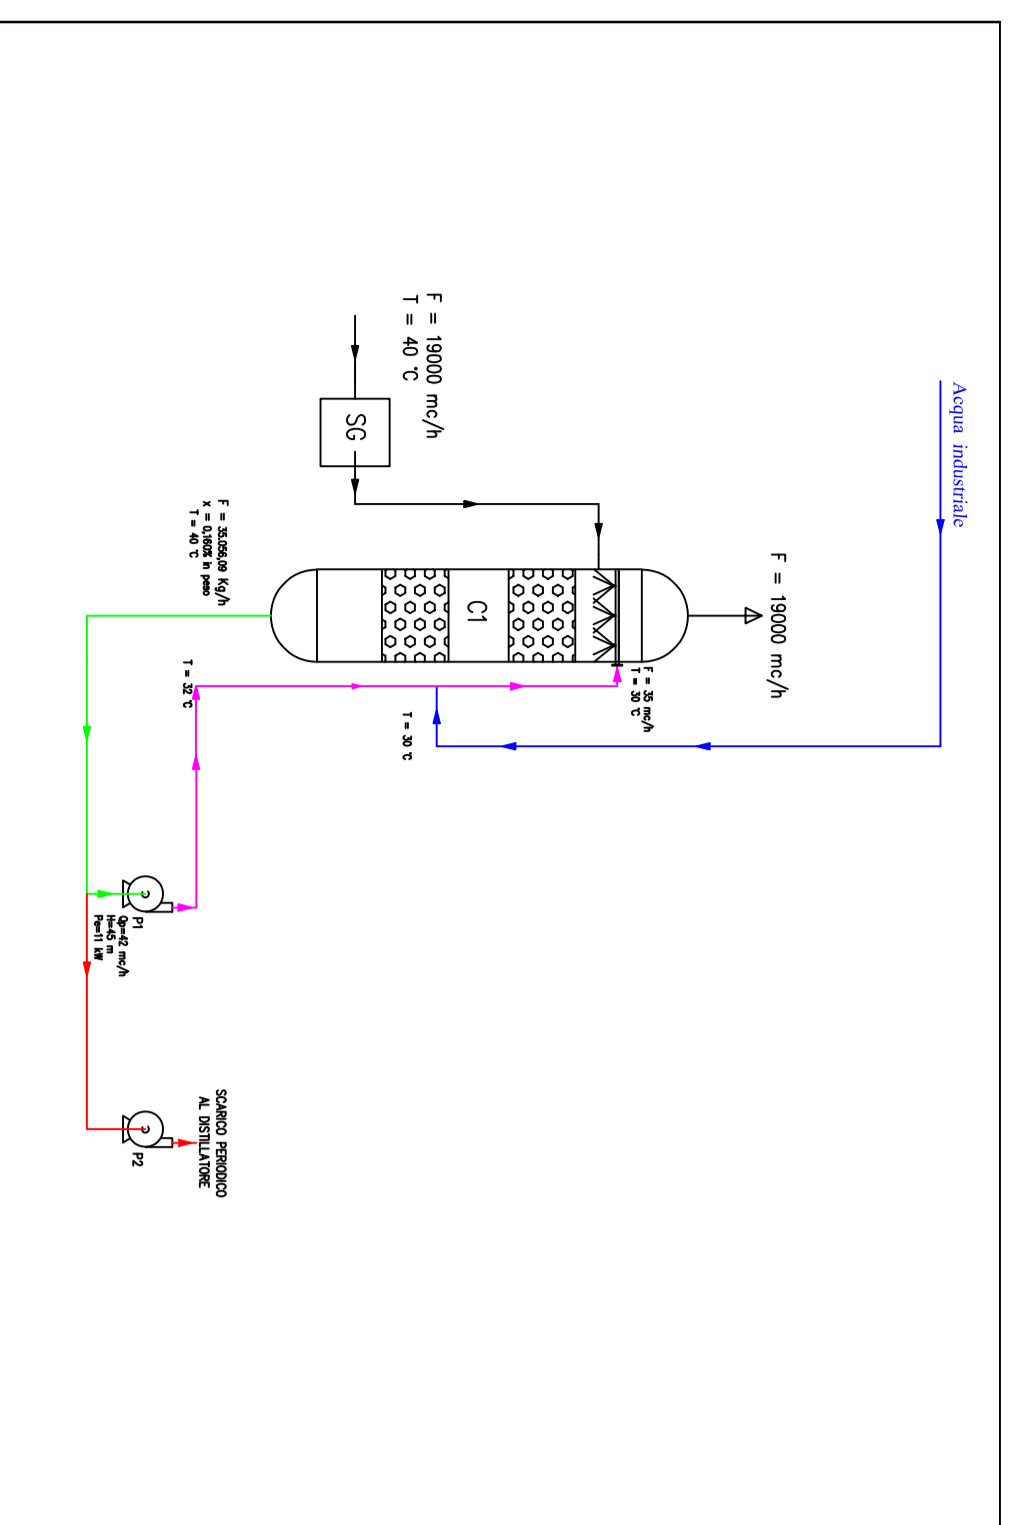 Acqua industriale
F = 19000 mc/h
F = 35 mc/h
T = 30 °C
F = 19000 mc/h
T = 40 °C
SG
C1
T = 30 °C
F = 35.056,09 Kg/h
x = 0,160% in peso
T = 40 °C
T = 32 °C
P1
Qp=42 mc/h
H=45 m
Pe=11 kW
SCARICO PERIODICO
AL DISTILLATORE
P2